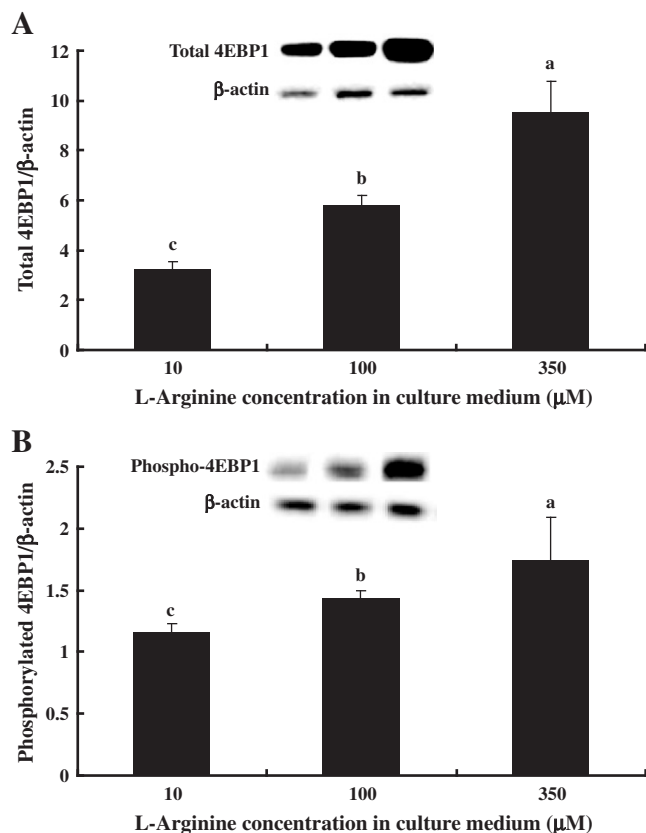 A
Total 4EBP1/β-actin
12
10
8
6
4
2
0
Total 4EBP1
β-actin
c
b
a
10 100 350
L-Arginine concentration in culture medium (μM)
B
Phosphorylated 4EBP1/β-actin
2.5
2
1.5
1
0.5
0
Phospho-4EBP1
β-actin
c
b
a
10 100 350
L-Arginine concentration in culture medium (μM)